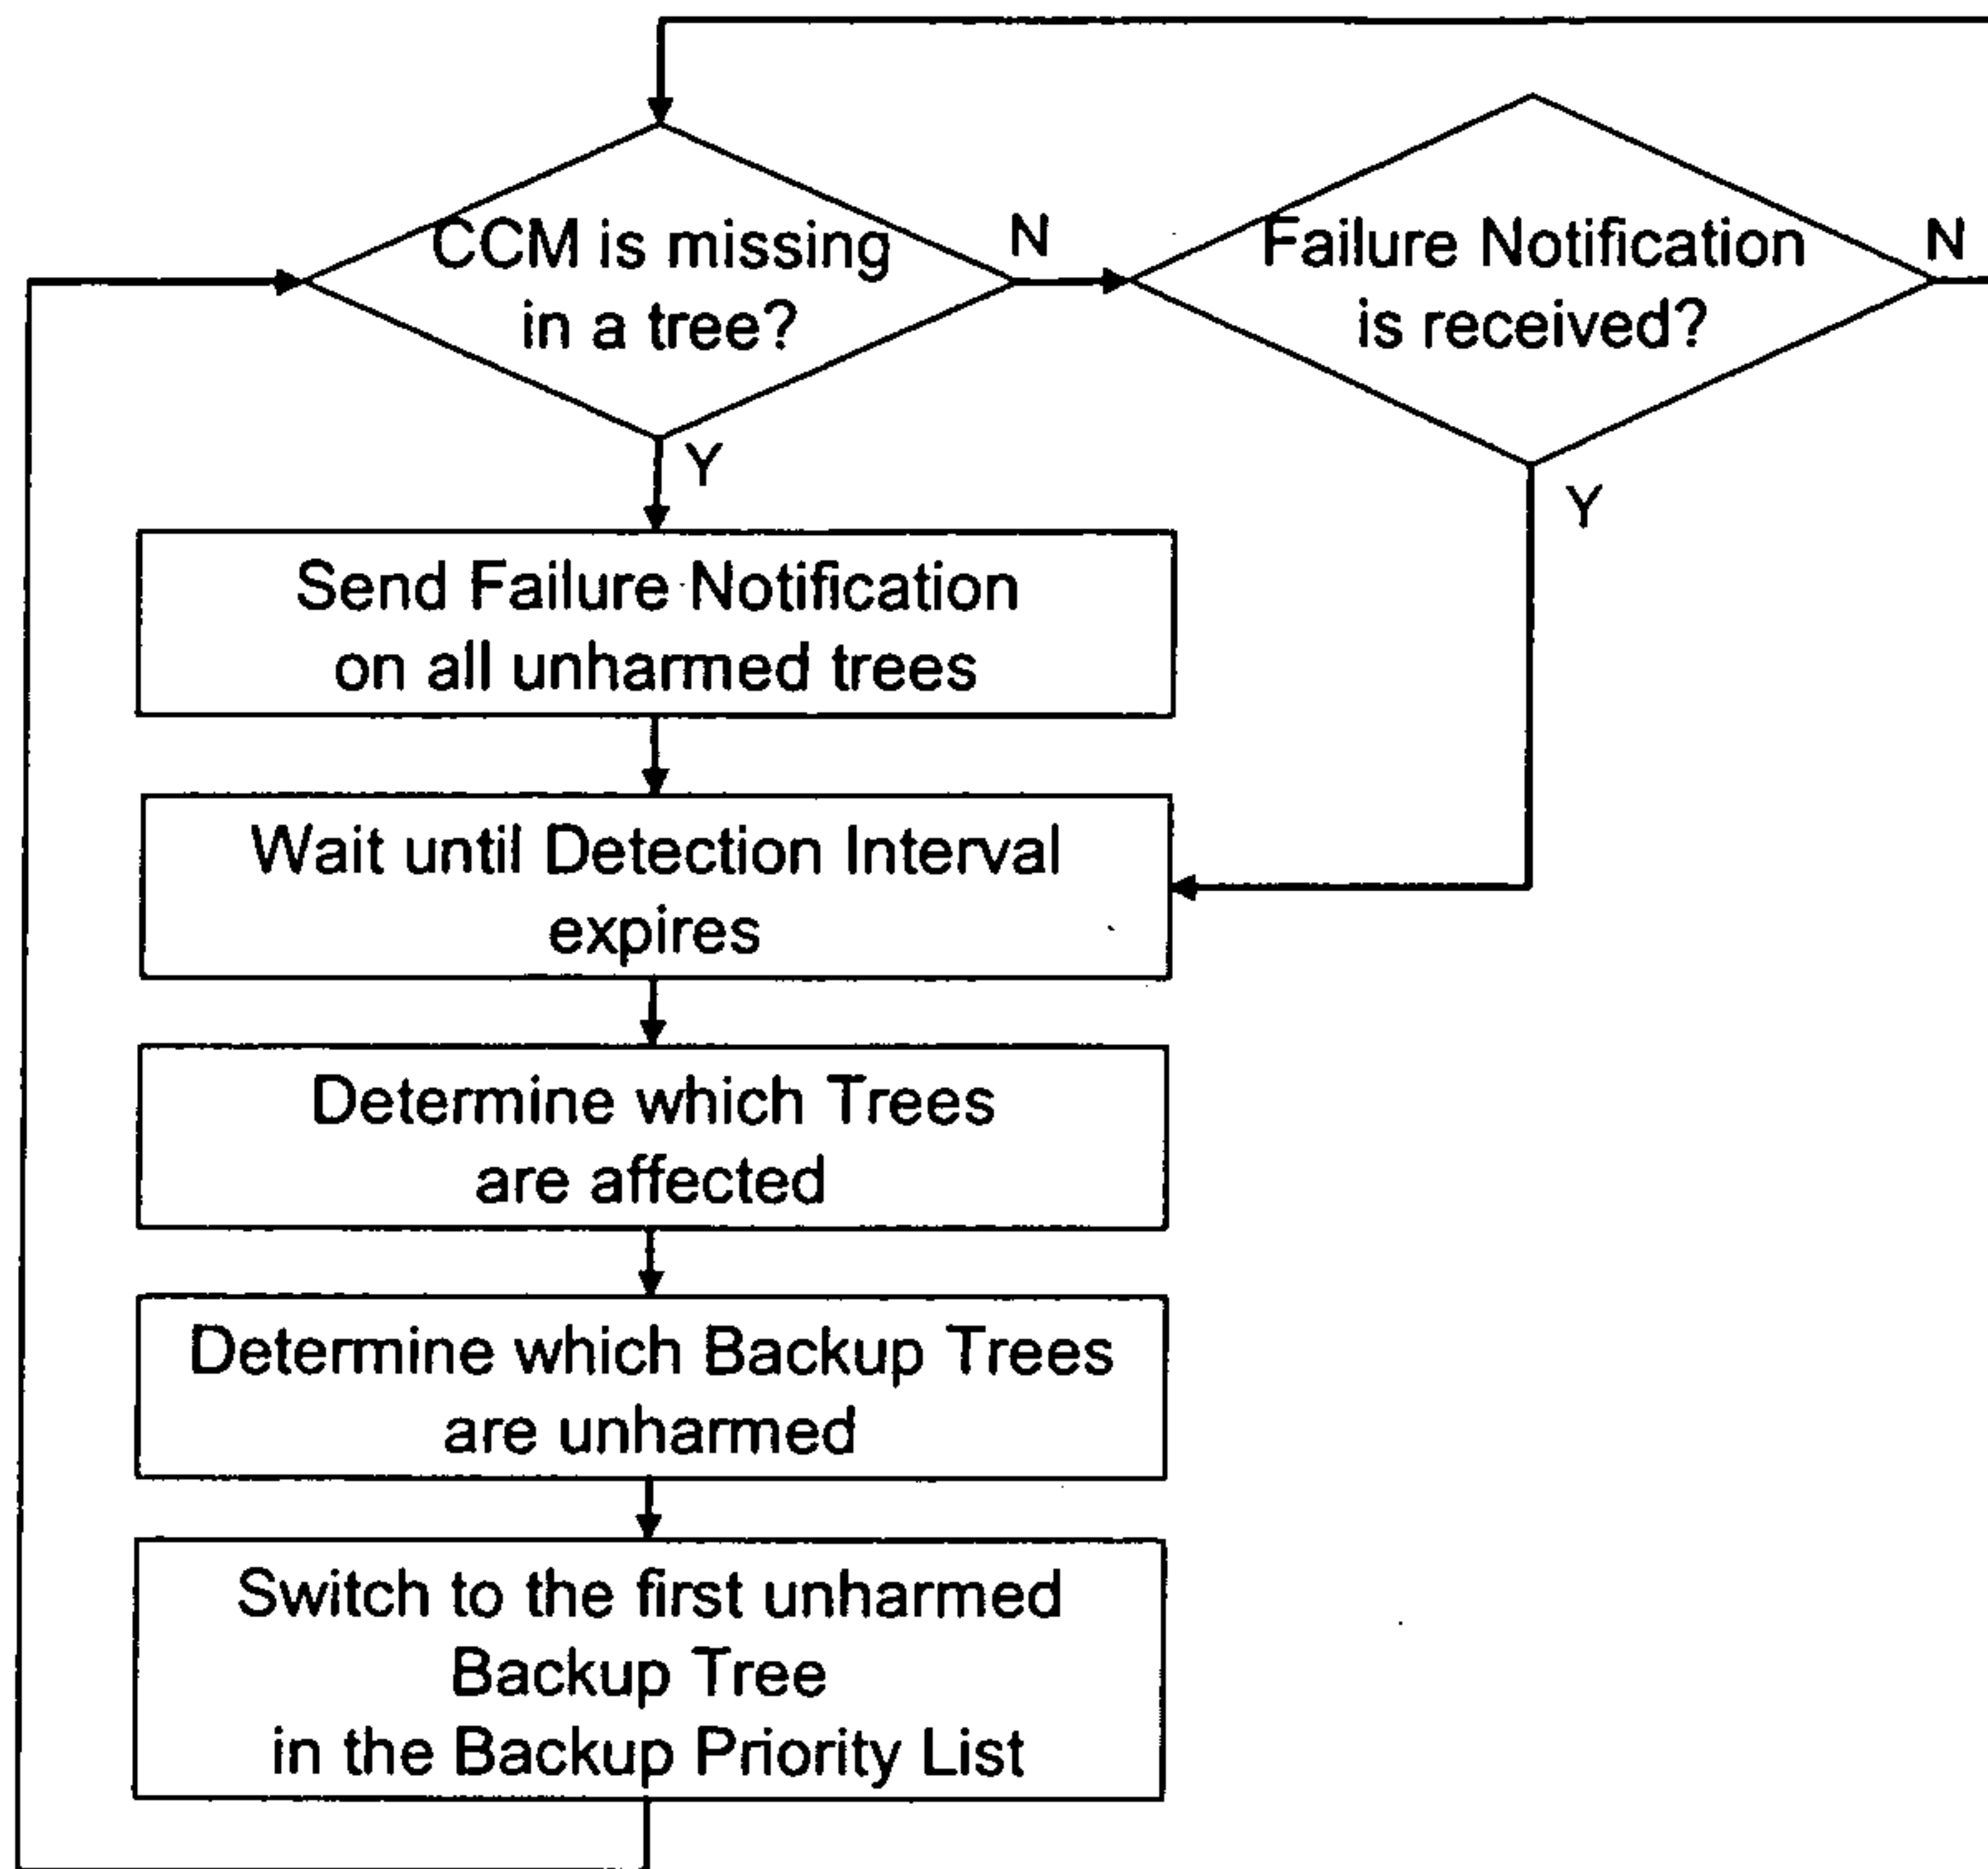 CCM is missing
in a tree?
N
Failure Notification
is received?
N
Y
Y
Send Failure Notification
on all unharmed trees
Wait until Detection Interval
expires
Determine which Trees
are affected
Determine which Backup Trees
are unharmed
Switch to the first unharmed
Backup Tree
in the Backup Priority List